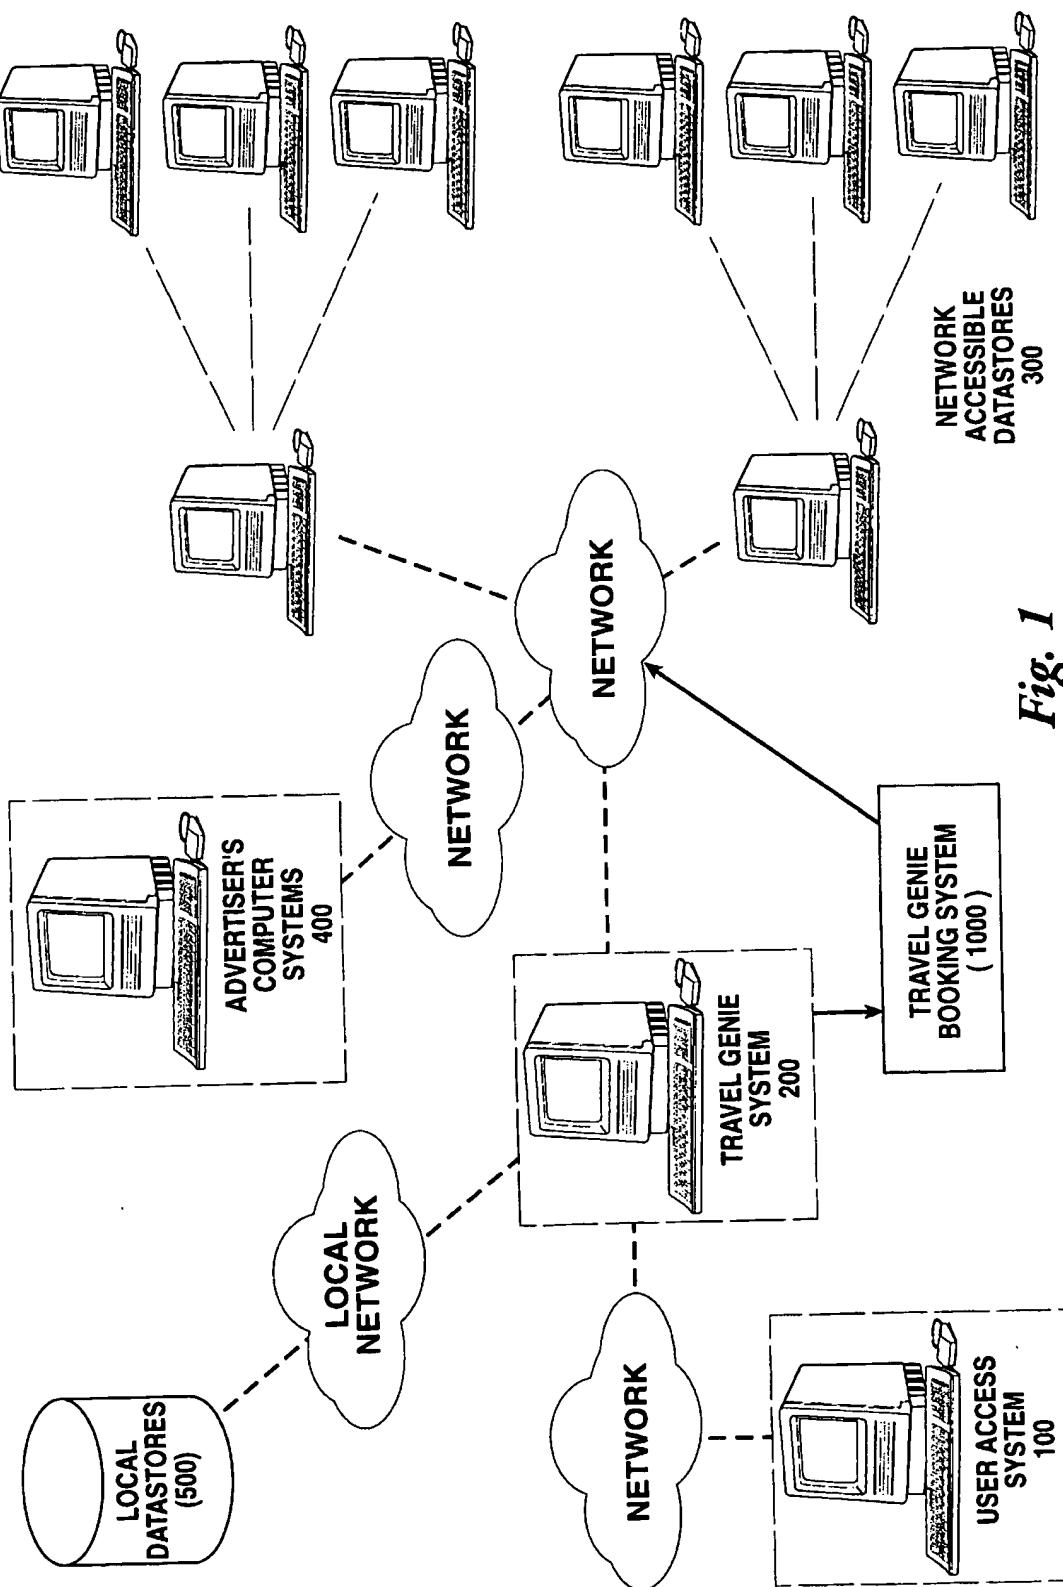 LOCAL
DATASTORES
(500)
LOCAL
NETWORK
ADVERTISER'S
COMPUTER
SYSTEMS
400
NETWORK
NETWORK
TRAVEL GENIE
SYSTEM
200
NETWORK
USER ACCESS
SYSTEM
100
TRAVEL GENIE
BOOKING SYSTEM
( 1000 )
NETWORK
ACCESSIBLE
DATASTORES
300
Fig. 1